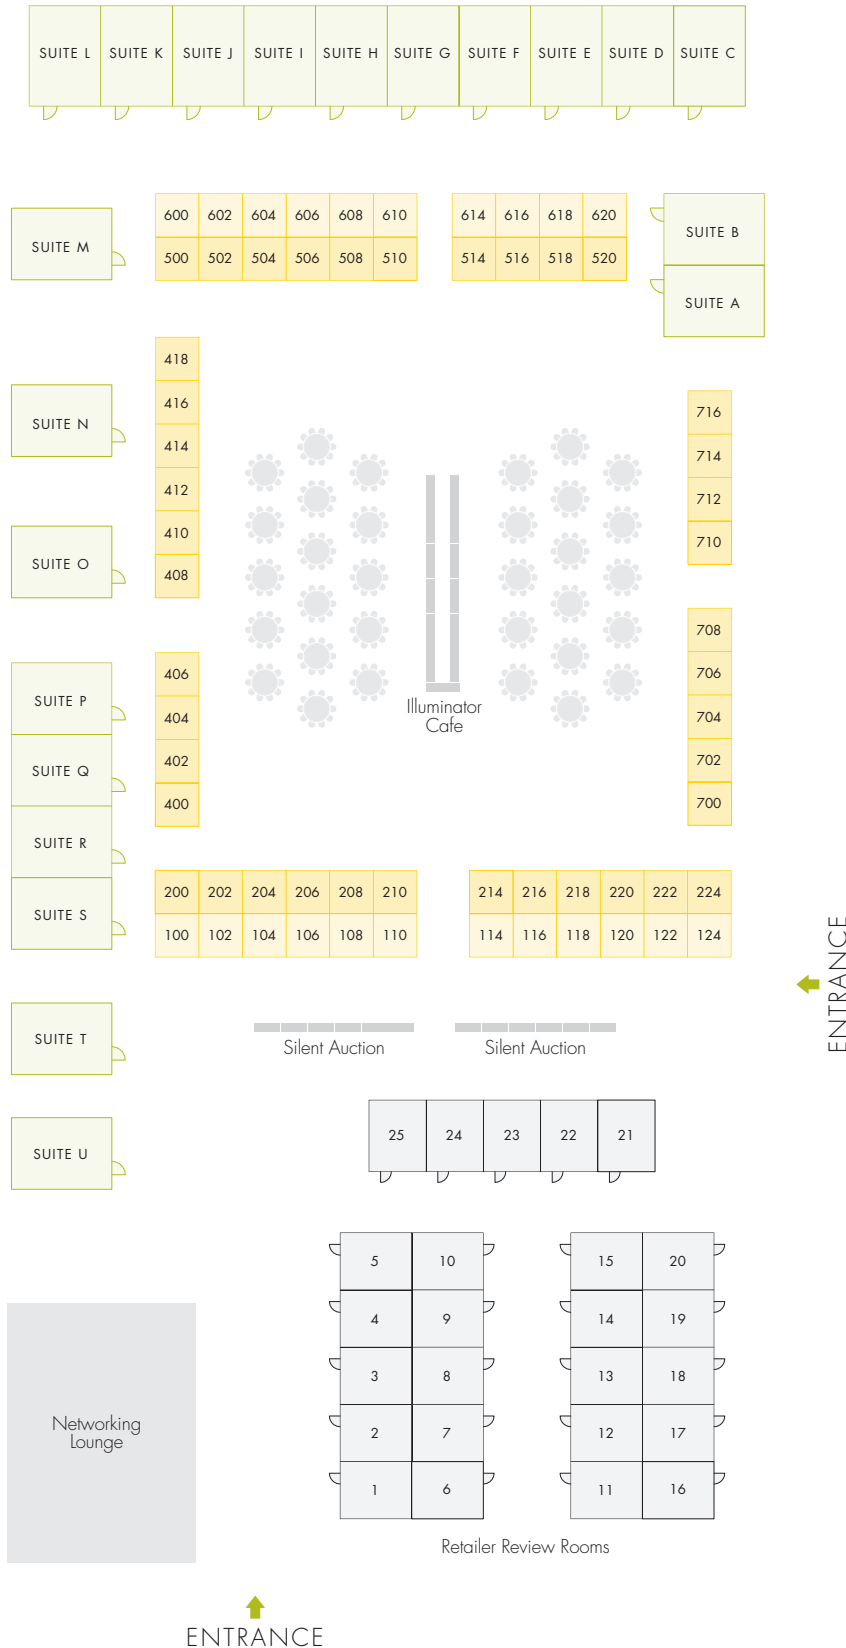 SUITE L SUITE K SUITE J SUITE I SUITE H SUITE G SUITE F SUITE E SUITE D SUITE C
600 602 604 606 608 610 614 616 618 620
SUITE B
SUITE M
500 502 504 506 508 510 514 516 518 520
SUITE A
418
416
716
SUITE N
414
714
412
712
410
710
SUITE O
408
708
406
706
SUITE P
404
704
Illuminator
Cafe
402
702
SUITE Q
400
700
SUITE R
200 202 204 206 208 210 214 216 218 220 222 224
SUITE S
100 102 104 106 108 110 114 116 118 120 122 124
ENTRANCE
SUITE T
Silent Auction Silent Auction
25 24 23 22 21
SUITE U
5 10 15 20
4 9 14 19
3 8 13 18
Networking
Lounge
2 7 12 17
1 6 11 16
Retailer Review Rooms
ENTRANCE